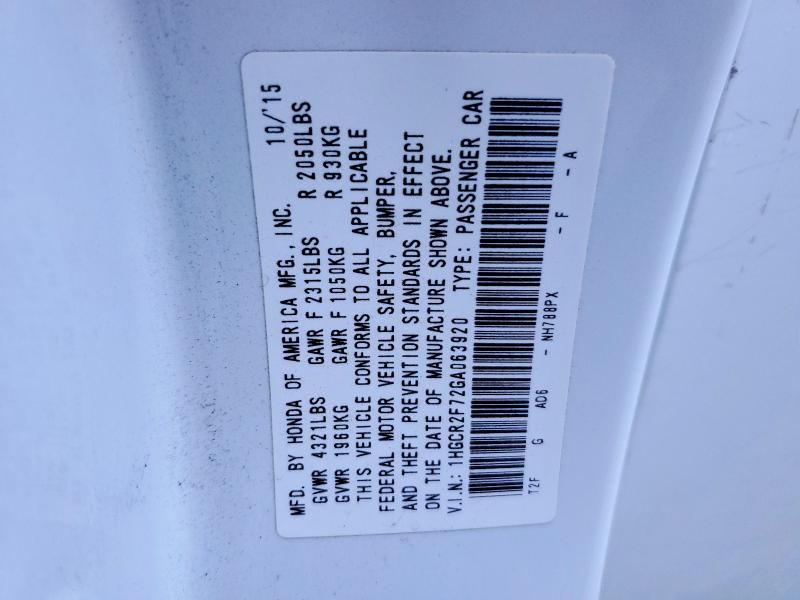 MFD. BY HONDA OF AMERICA MFG., INC. 10/'15
GVWR 4321LBS GAWR F 2315LBS R 2050LBS
GVWR 1960KG GAWR F 1050KG R 930KG
THIS VEHICLE CONFORMS TO ALL APPLICABLE
FEDERAL MOTOR VEHICLE SAFETY, BUMPER,
AND THEFT PREVENTION STANDARDS IN EFFECT
ON THE DATE OF MANUFACTURE SHOWN ABOVE.
V.I.N.: 1HGCR2F72GA063920 TYPE: PASSENGER CAR
T2F G AD6 - NH788PX - F - A